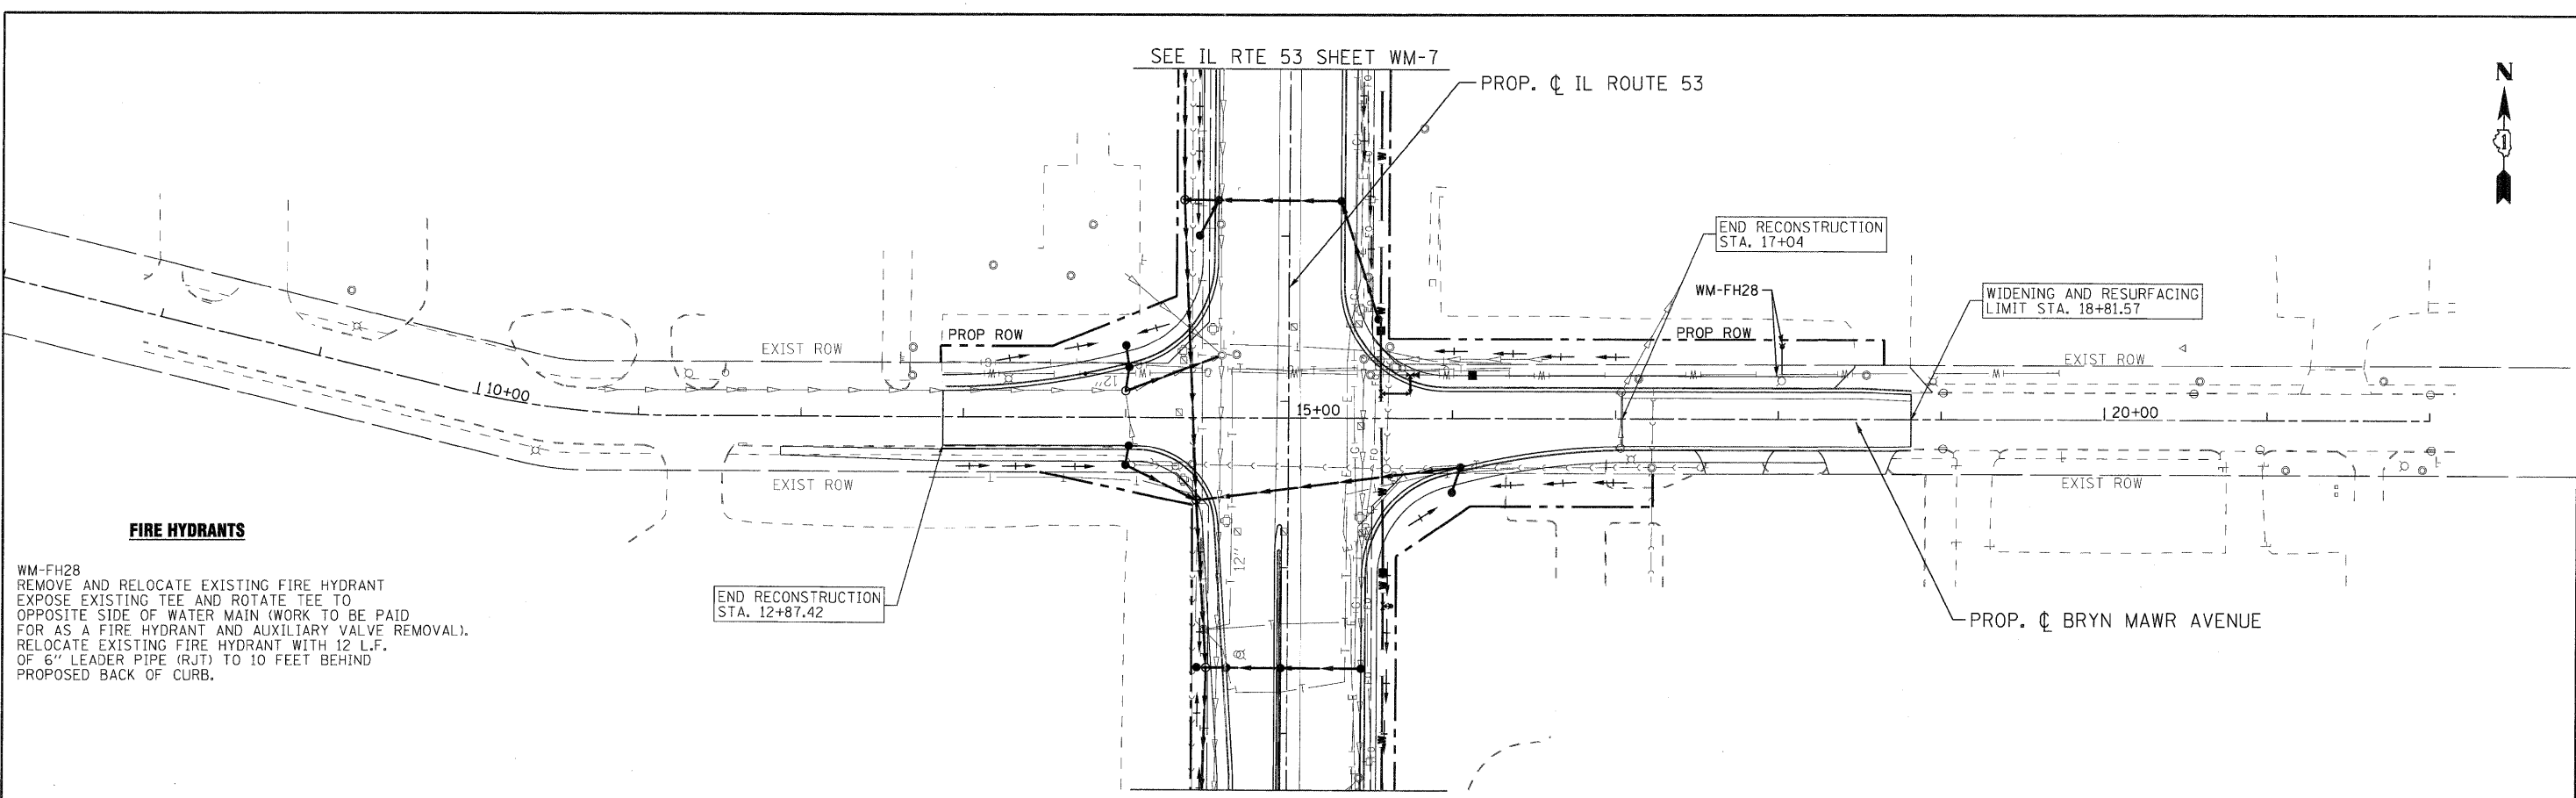 SEE IL RTE 53 SHEET WM-7
PROP. ℄ IL ROUTE 53
N
1
END RECONSTRUCTION
STA. 17+04
WM-FH28
WIDENING AND RESURFACING
LIMIT STA. 18+81.57
PROP ROW
PROP ROW
EXIST ROW
EXIST ROW
12"
10+00
15+00
20+00
EXIST ROW
EXIST ROW
FIRE HYDRANTS
12"
WM-FH28
REMOVE AND RELOCATE EXISTING FIRE HYDRANT
EXPOSE EXISTING TEE AND ROTATE TEE TO
OPPOSITE SIDE OF WATER MAIN (WORK TO BE PAID
FOR AS A FIRE HYDRANT AND AUXILIARY VALVE REMOVAL).
RELOCATE EXISTING FIRE HYDRANT WITH 12 L.F.
OF 6" LEADER PIPE (RJT) TO 10 FEET BEHIND
PROPOSED BACK OF CURB.
END RECONSTRUCTION
STA. 12+87.42
PROP. ℄ BRYN MAWR AVENUE